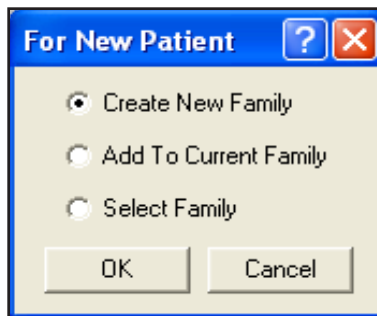 For New Patient ?
Create New Family
Add To Current Family
Select Family
OK Cancel